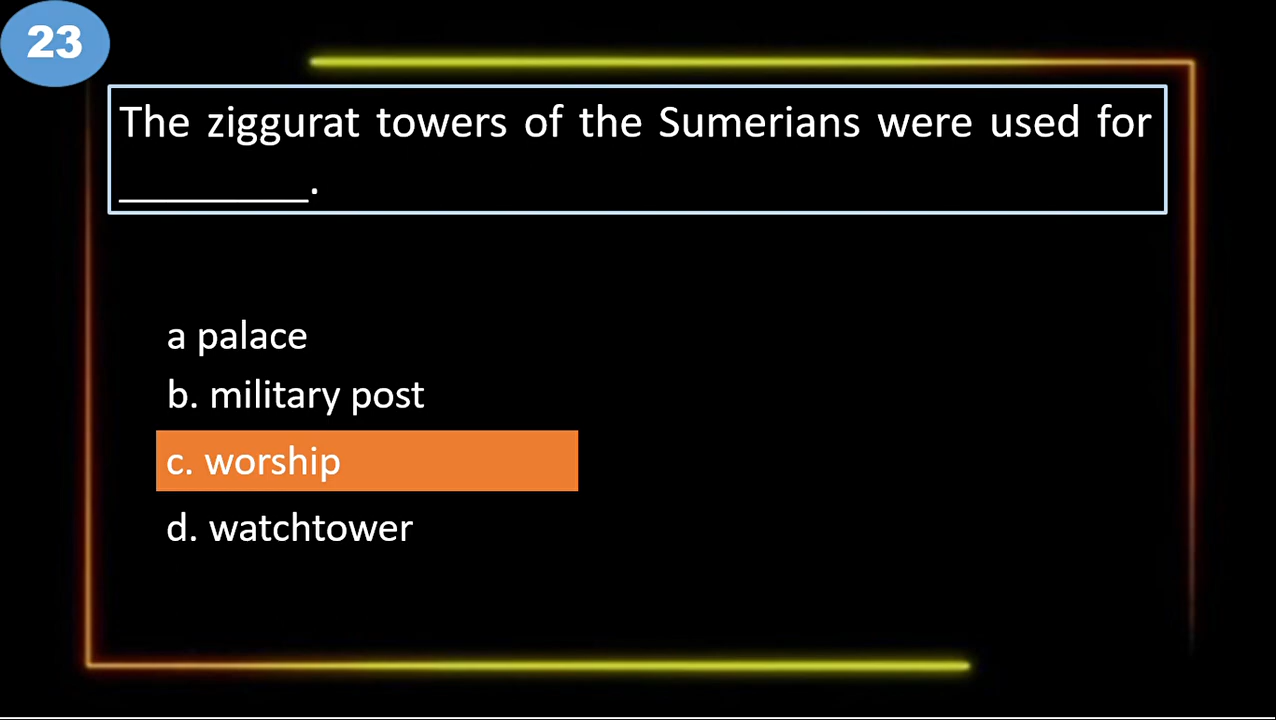 23
The ziggurat towers of the Sumerians were used for
_________.
a palace
b. military post
c. worship
d. watchtower